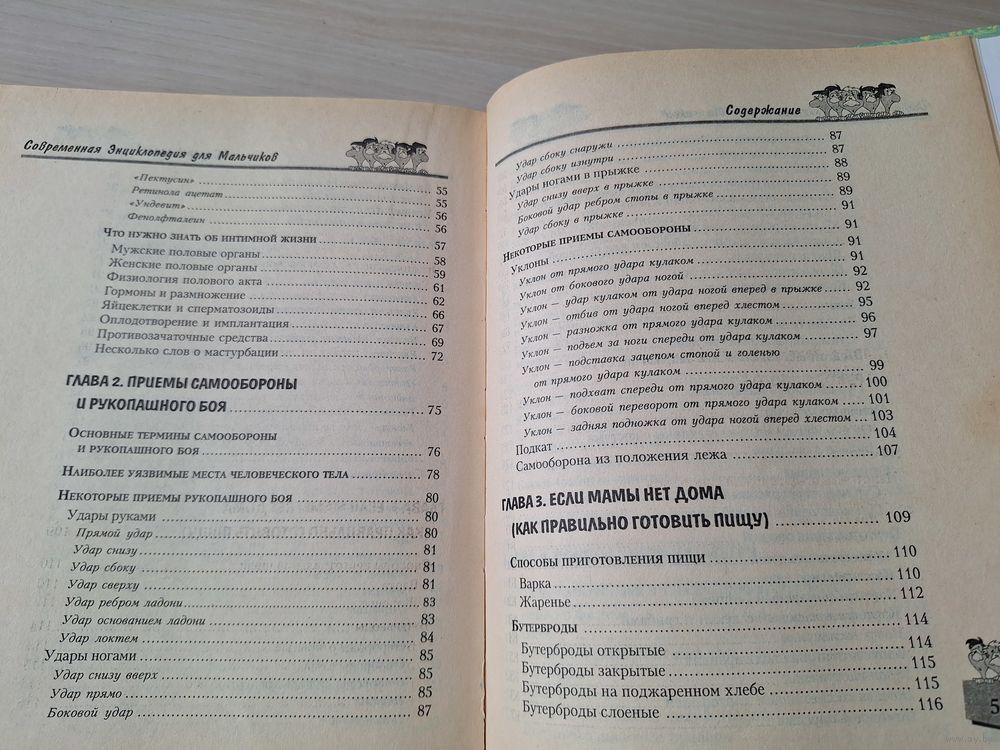 Современная Энциклопедия для Мальчиков
«Пектусин» 55
Ретинола ацетат 55
«Ундевит» 56
Фенолфталеин 56
Что нужно знать об интимной жизни 57
Мужские половые органы 58
Женские половые органы 59
Физиология полового акта 61
Гормоны и размножение 62
Яйцеклетки и сперматозоиды 66
Оплодотворение и имплантация 67
Противозачаточные средства 69
Несколько слов о мастурбации 72
ГЛАВА 2. ПРИЕМЫ САМООБОРОНЫ
И РУКОПАШНОГО БОЯ 75
Основные термины самообороны
и рукопашного боя 76
Наиболее уязвимые места человеческого тела 78
Некоторые приемы рукопашного боя 80
Удары руками 80
Прямой удар 80
Удар снизу 81
Удар сбоку 81
Удар сверху 81
Удар ребром ладони 83
Удар основанием ладони 83
Удар локтем 84
Удары ногами 85
Удар снизу вверх 85
Удар прямо 85
Боковой удар 87
Содержание
Удар сбоку снаружи 87
Удар сбоку изнутри 87
Удары ногами в прыжке 88
Удар снизу вверх в прыжке 89
Боковой удар ребром стопы в прыжке 89
Удар сбоку в прыжке 91
Некоторые приемы самообороны 91
Уклоны 91
Уклон от прямого удара кулаком 91
Уклон от бокового удара ногой 92
Уклон — удар кулаком от удара ногой вперед в прыжке 92
Уклон — отбив от удара ногой вперед хлестом 95
Уклон — разножка от прямого удара кулаком 96
Уклон — подъем за ноги спереди от удара кулаком 97
Уклон — подставка зацепом стопой и голенью
от прямого удара кулаком 99
Уклон — подхват спереди от прямого удара кулаком 100
Уклон — боковой переворот от прямого удара кулаком 101
Уклон — задняя подножка от удара ногой вперед хлестом 103
Подкат 104
Самооборона из положения лежа 107
ГЛАВА 3. ЕСЛИ МАМЫ НЕТ ДОМА
(КАК ПРАВИЛЬНО ГОТОВИТЬ ПИЩУ) 109
Способы приготовления пищи 110
Варка 110
Жаренье 112
Бутерброды 114
Бутерброды открытые 114
Бутерброды закрытые 115
Бутерброды на поджаренном хлебе 115
Бутерброды слоеные 116